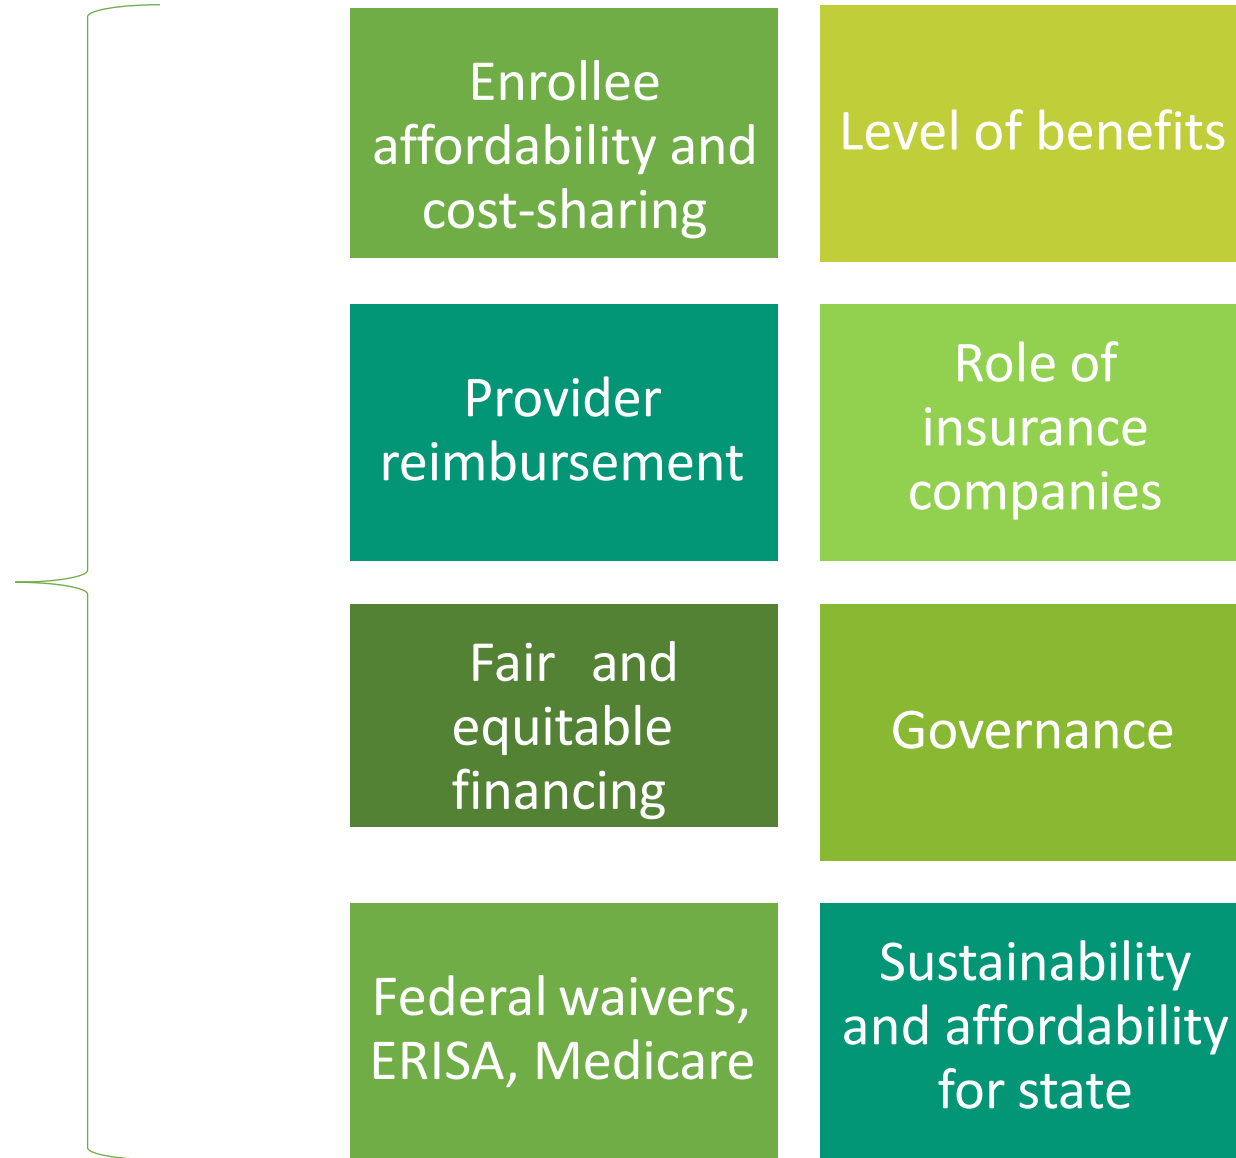 Enrollee
affordability and
cost-sharing
Level of benefits
Provider
reimbursement
Role of
insurance
companies
Fair and
equitable
financing
Governance
Federal waivers,
ERISA, Medicare
Sustainability
and affordability
for state